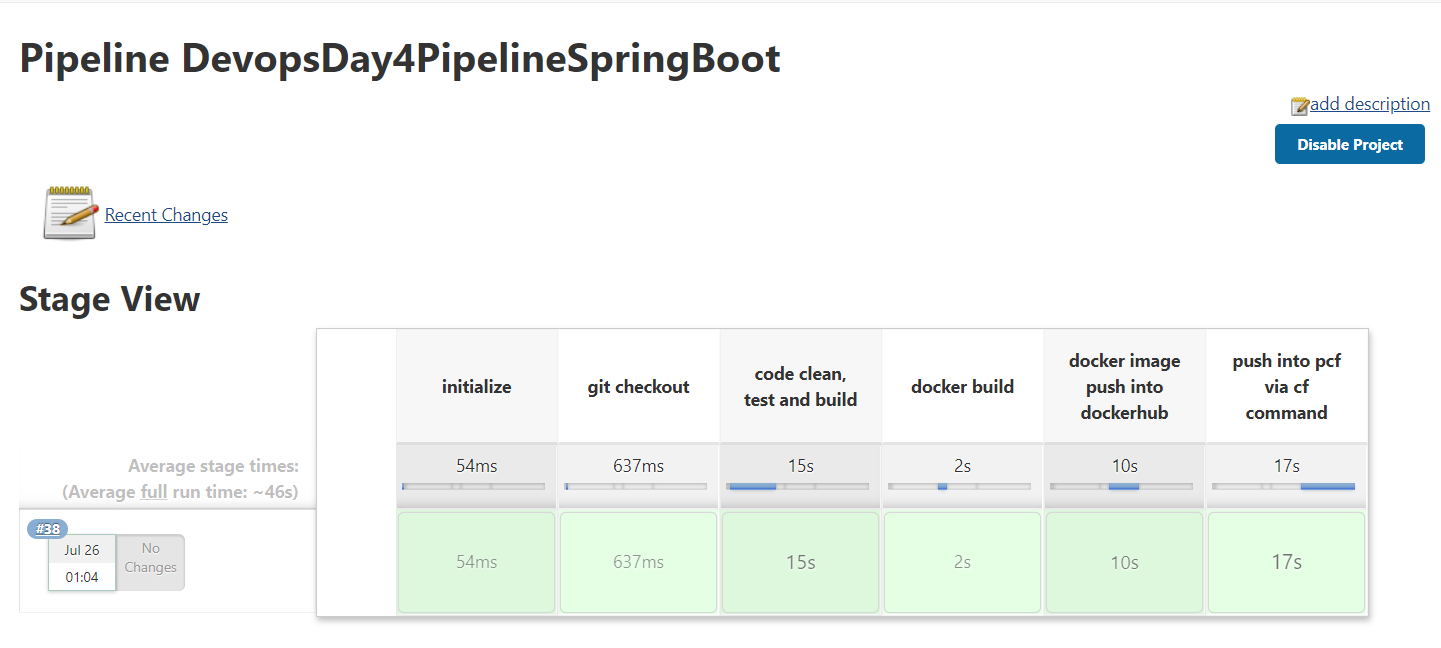 Pipeline DevopsDay4PipelineSpringBoot
add description
Disable Project
Recent Changes
Stage View
initialize
git checkout
code clean,
test and build
docker build
docker image
push into
dockerhub
push into pcf
via cf
command
Average stage times:
(Average full run time: ~46s)
54ms
637ms
15s
2s
10s
17s
#38
Jul 26
01:04
No
Changes
54ms
637ms
15s
2s
10s
17s